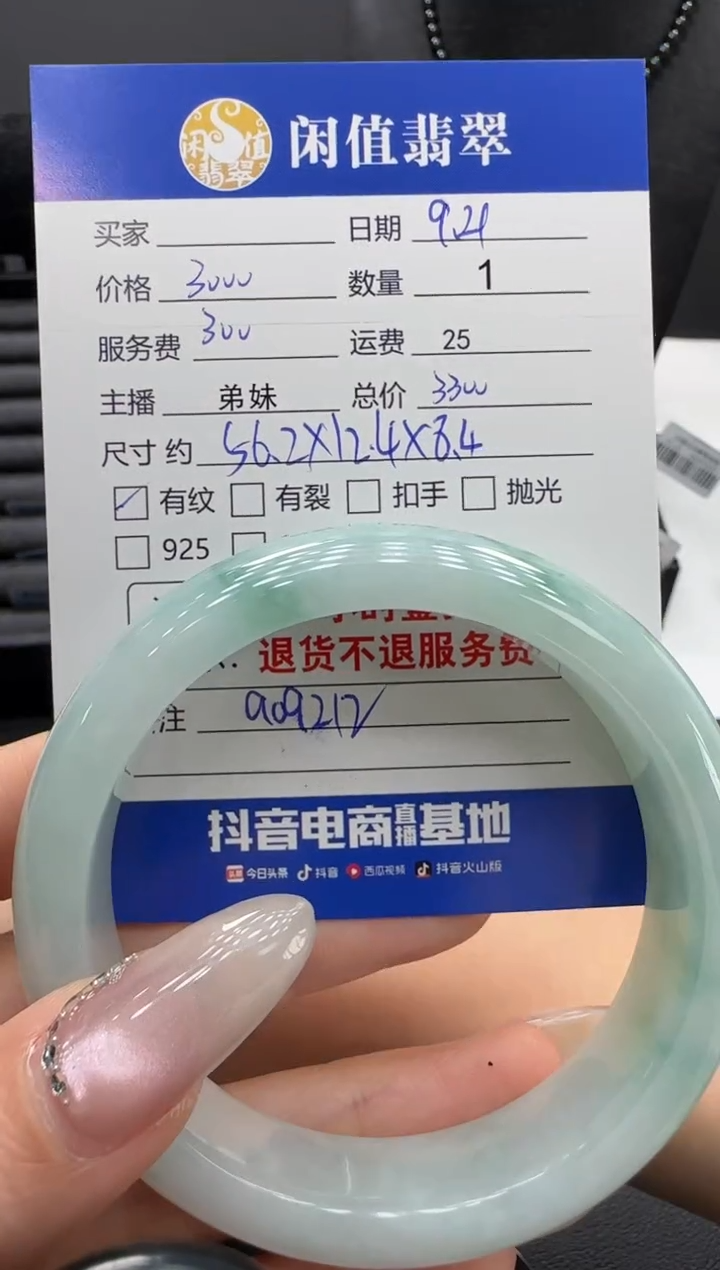 闲值翡翠
闲值翡翠
买家 日期 9.21
价格 3000 数量 1
服务费 300 运费 25
主播 弟妹 总价 3300
尺寸 约 56.2X12.4X8.4
有纹 有裂 扣手 抛光
925
退货不退服务费
注 a09212
抖音电商直播基地
头条 今日头条 抖音 西瓜视频 抖音火山版